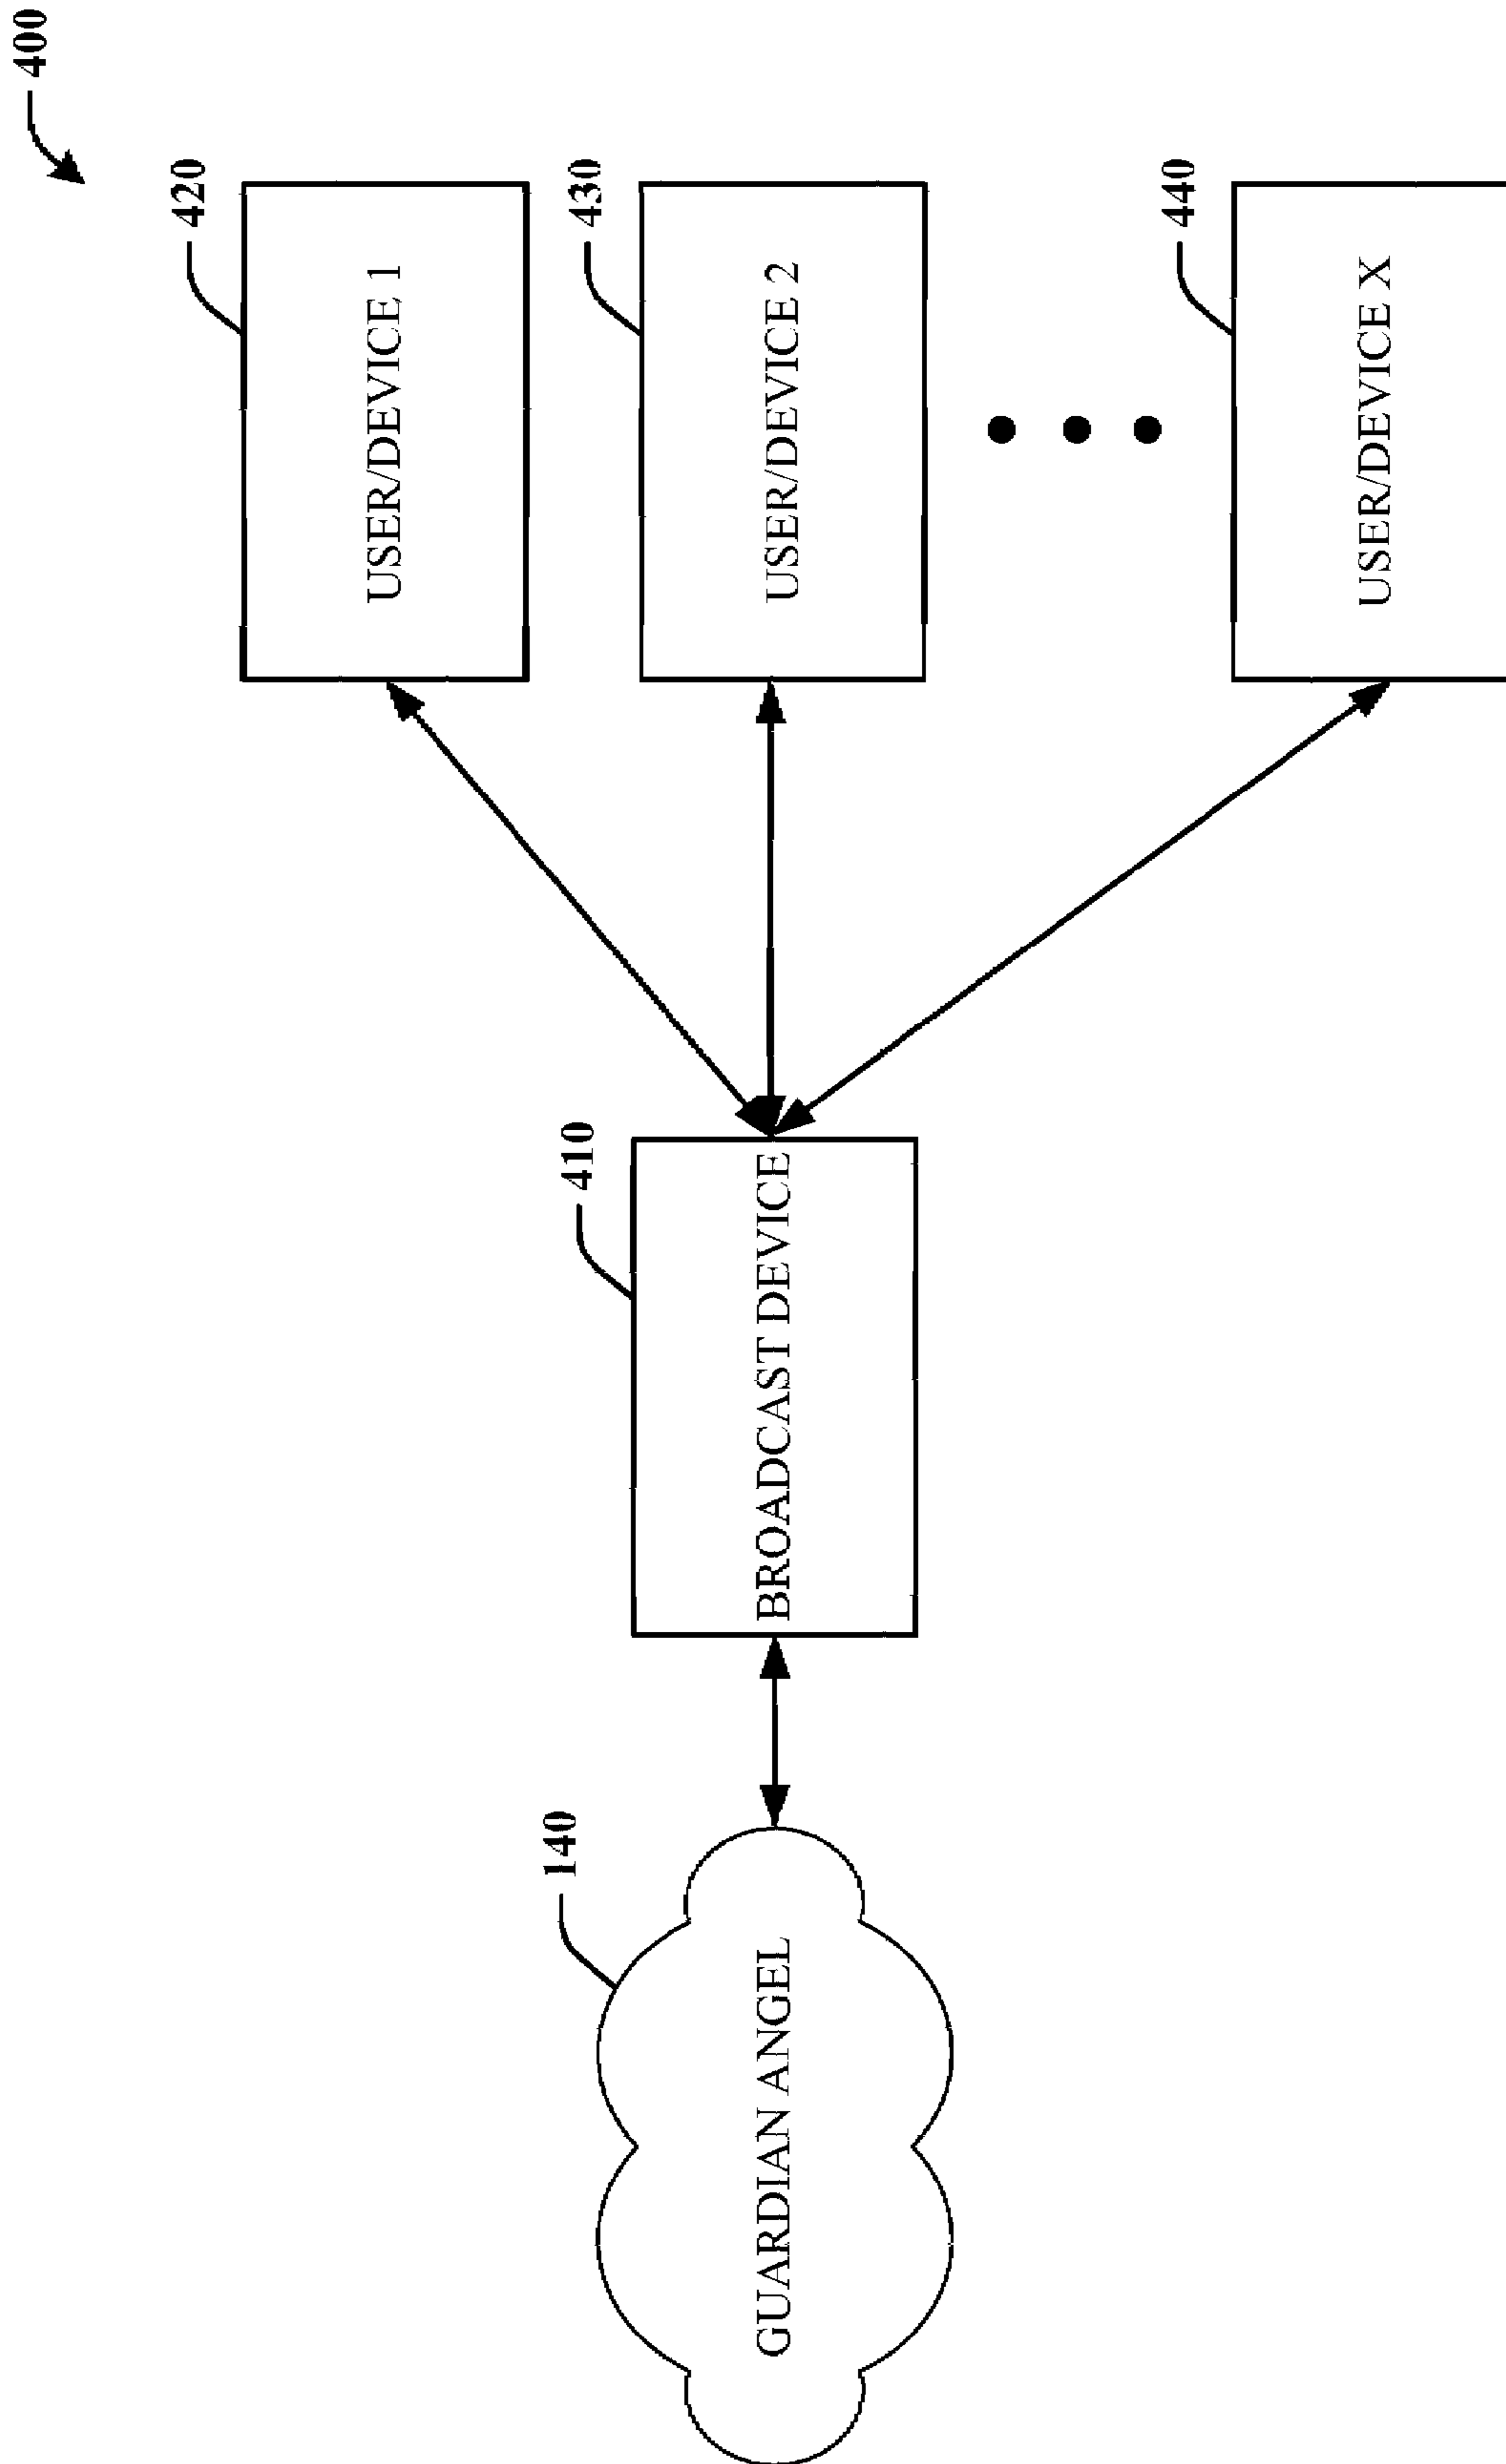 400
420
USER/DEVICE 1
430
USER/DEVICE 2
440
USER/DEVICE X
410
BROADCAST DEVICE
140
GUARDIAN ANGEL